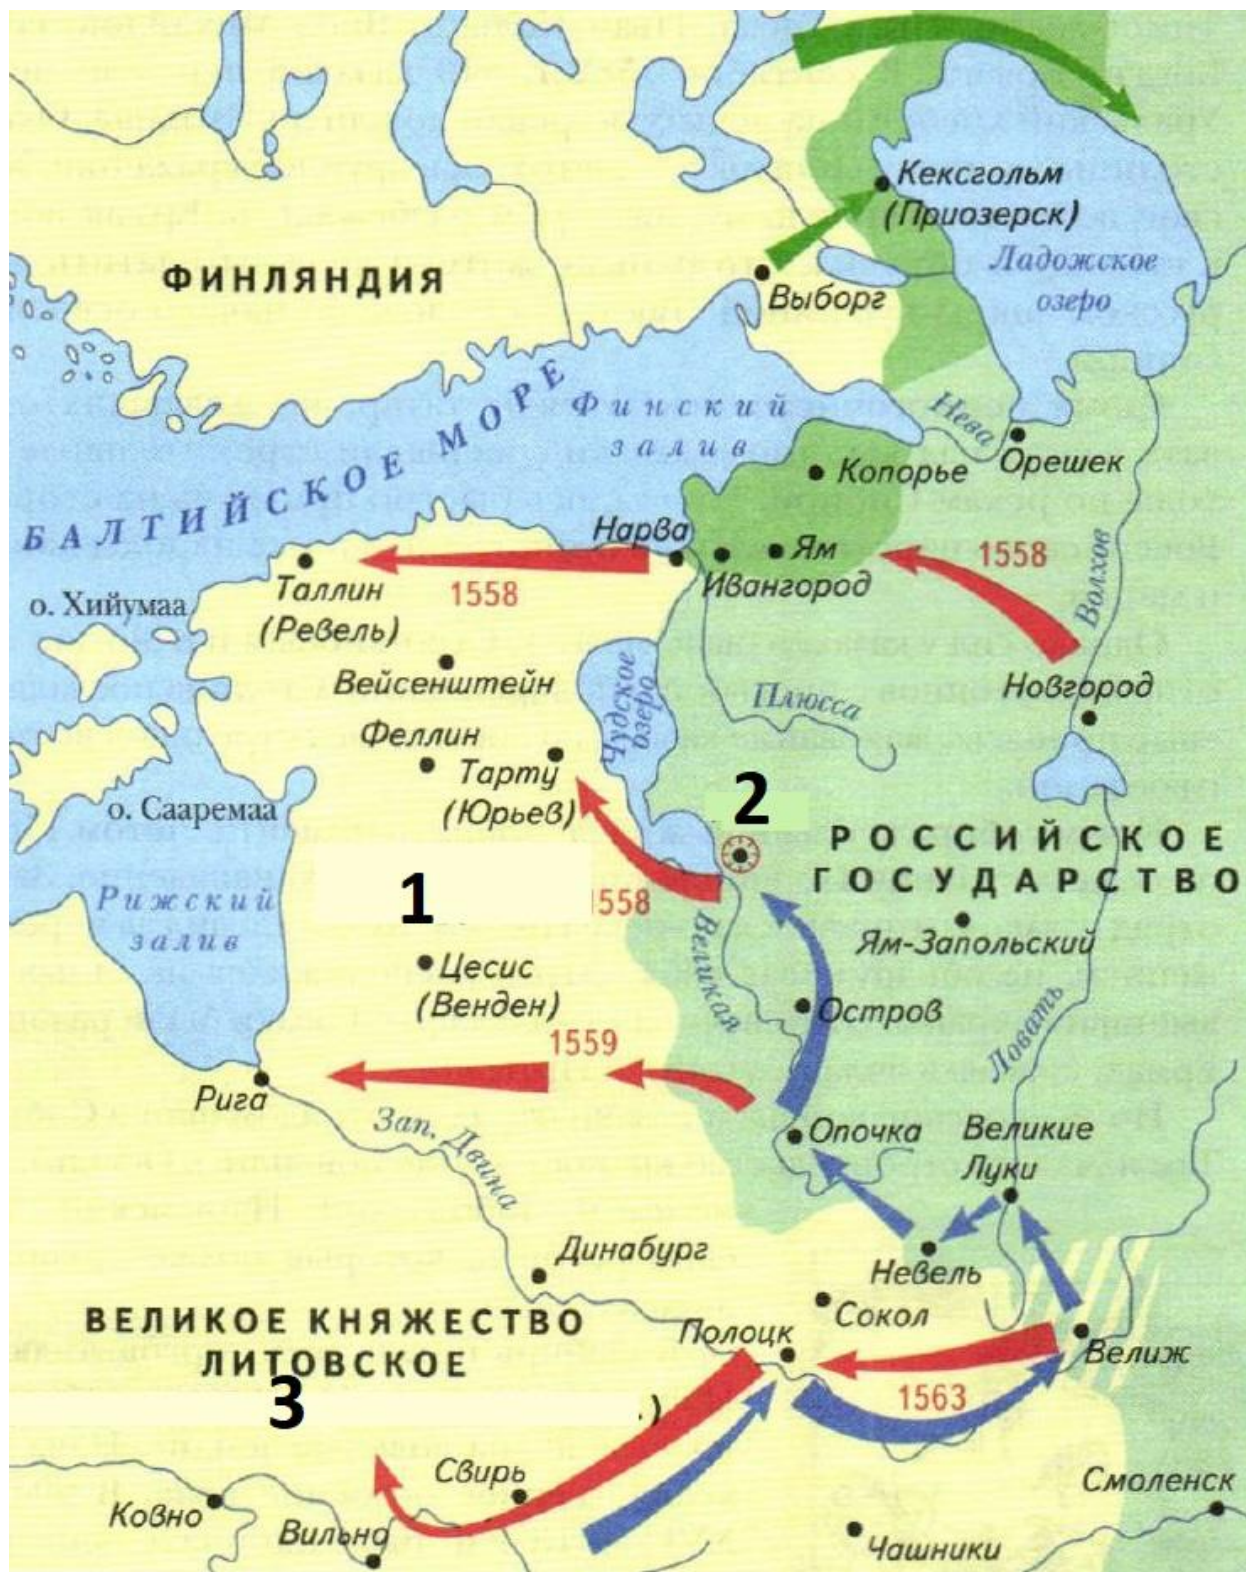 Кексгольм
(Приозерск)
Ладожское
озеро
ФИНЛЯНДИЯ
Выборг
БАЛТИЙСКОЕ МОРЕ
Финский
залив
Нева
Орешек
Копорье
Нарва
Ям
Ивангород
1558
Волхов
Таллин
(Ревель)
1558
о. Хийумаа
Вейсенштейн
Чудское
озеро
Плюсса
Новгород
Феллин
Тарту
(Юрьев)
о. Сааремаа
2
РОССИЙСКОЕ
ГОСУДАРСТВО
1
1558
Рижский
залив
Великая
Ям-Запольский
Цесис
(Венден)
Остров
Ловать
1559
Рига
Зап. Двина
Опочка
Великие
Луки
Динабург
Невель
Сокол
ВЕЛИКОЕ КНЯЖЕСТВО
ЛИТОВСКОЕ
Полоцк
Велиж
3
)
1563
Свирь
Смоленск
Ковно
Вильно
Чашники